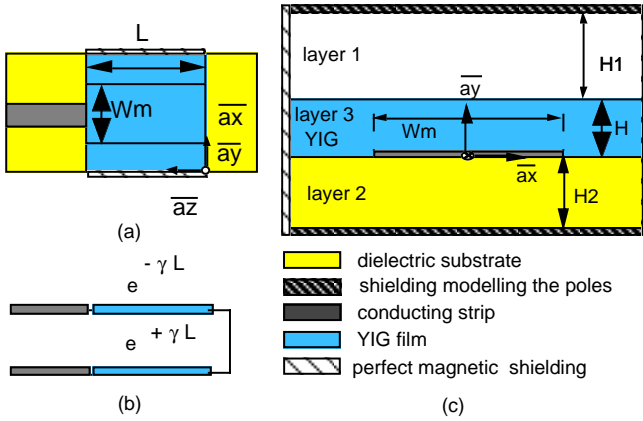 L
Wm
ax
ay
az
(a)
- γ L
e
+ γ L
e
(b)
layer 1
H1
ay
layer 3
YIG
Wm
H
ax
layer 2
H2
dielectric substrate
shielding modelling the poles
conducting strip
YIG film
perfect magnetic shielding
(c)